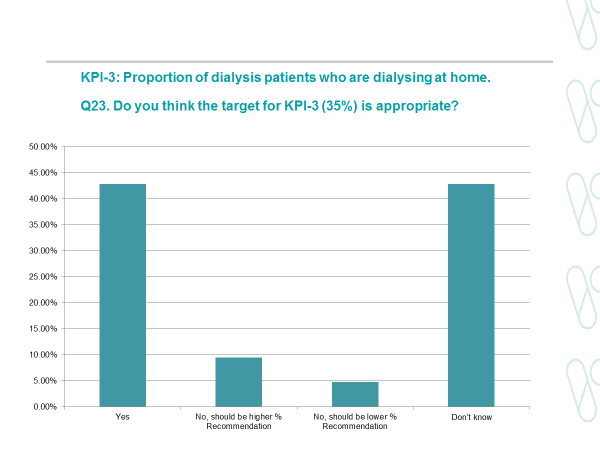 KPI-3: Proportion of dialysis patients who are dialysing at home.
Q23. Do you think the target for KPI-3 (35%) is appropriate?
50.00%
45.00%
40.00%
35.00%
30.00%
25.00%
20.00%
15.00%
10.00%
5.00%
0.00%
Yes
No, should be higher %
Recommendation
No, should be lower %
Recommendation
Don't know